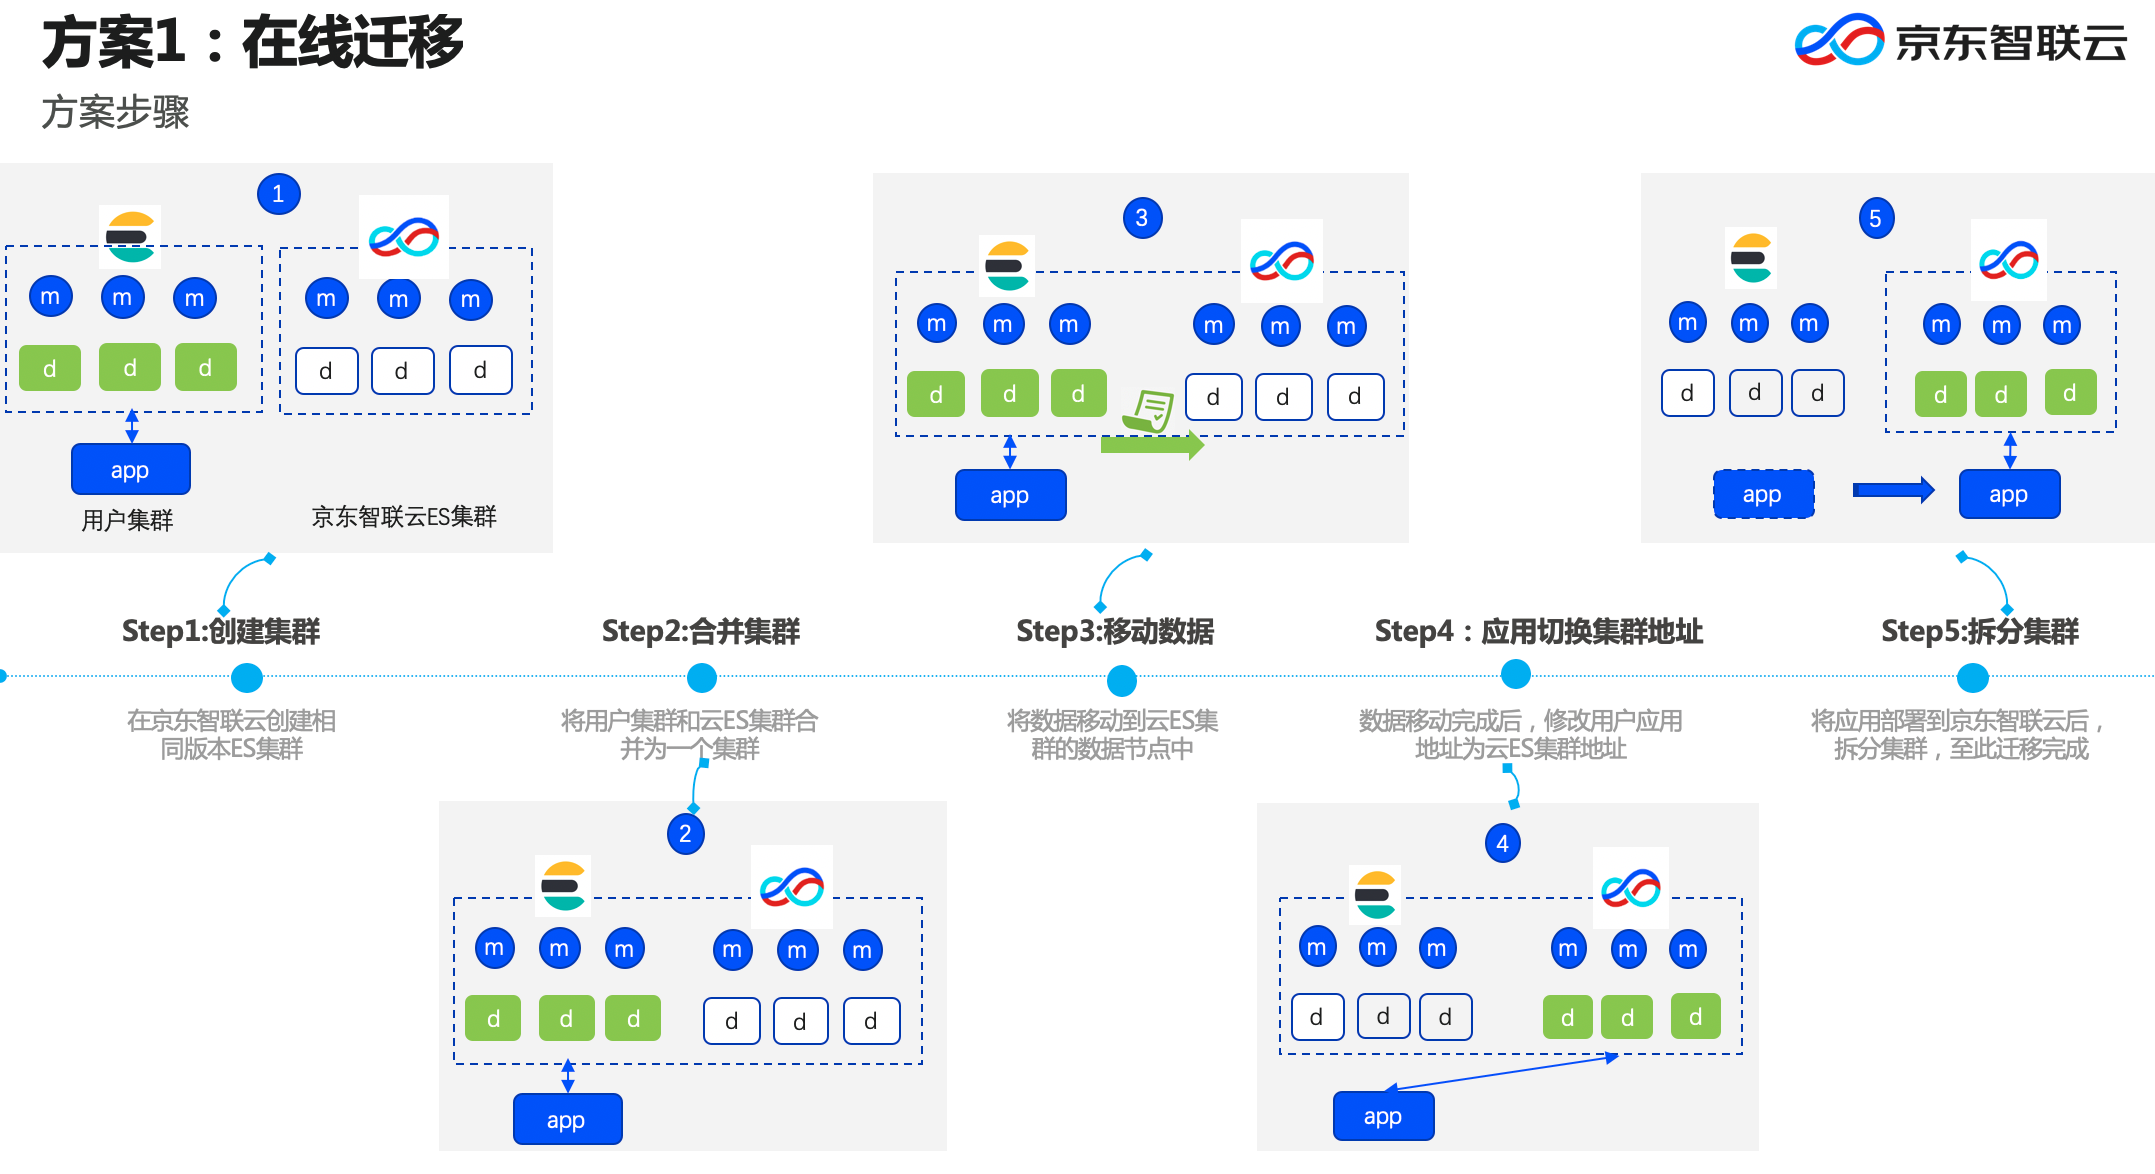 方案1：在线迁移
京东智联云
方案步骤
1
m m m m m m
d d d d d d
app
用户集群
京东智联云ES集群
3
m m m m m m
d d d d d d
app
5
m m m m m m
d d d d d d
app app
Step1:创建集群
Step2:合并集群
Step3:移动数据
Step4：应用切换集群地址
Step5:拆分集群
在京东智联云创建相
同版本ES集群
将用户集群和云ES集群合
并为一个集群
将数据移动到云ES集
群的数据节点中
数据移动完成后，修改用户应用
地址为云ES集群地址
将应用部署到京东智联云后，
拆分集群，至此迁移完成
2
m m m m m m
d d d d d d
app
4
m m m m m m
d d d d d d
app